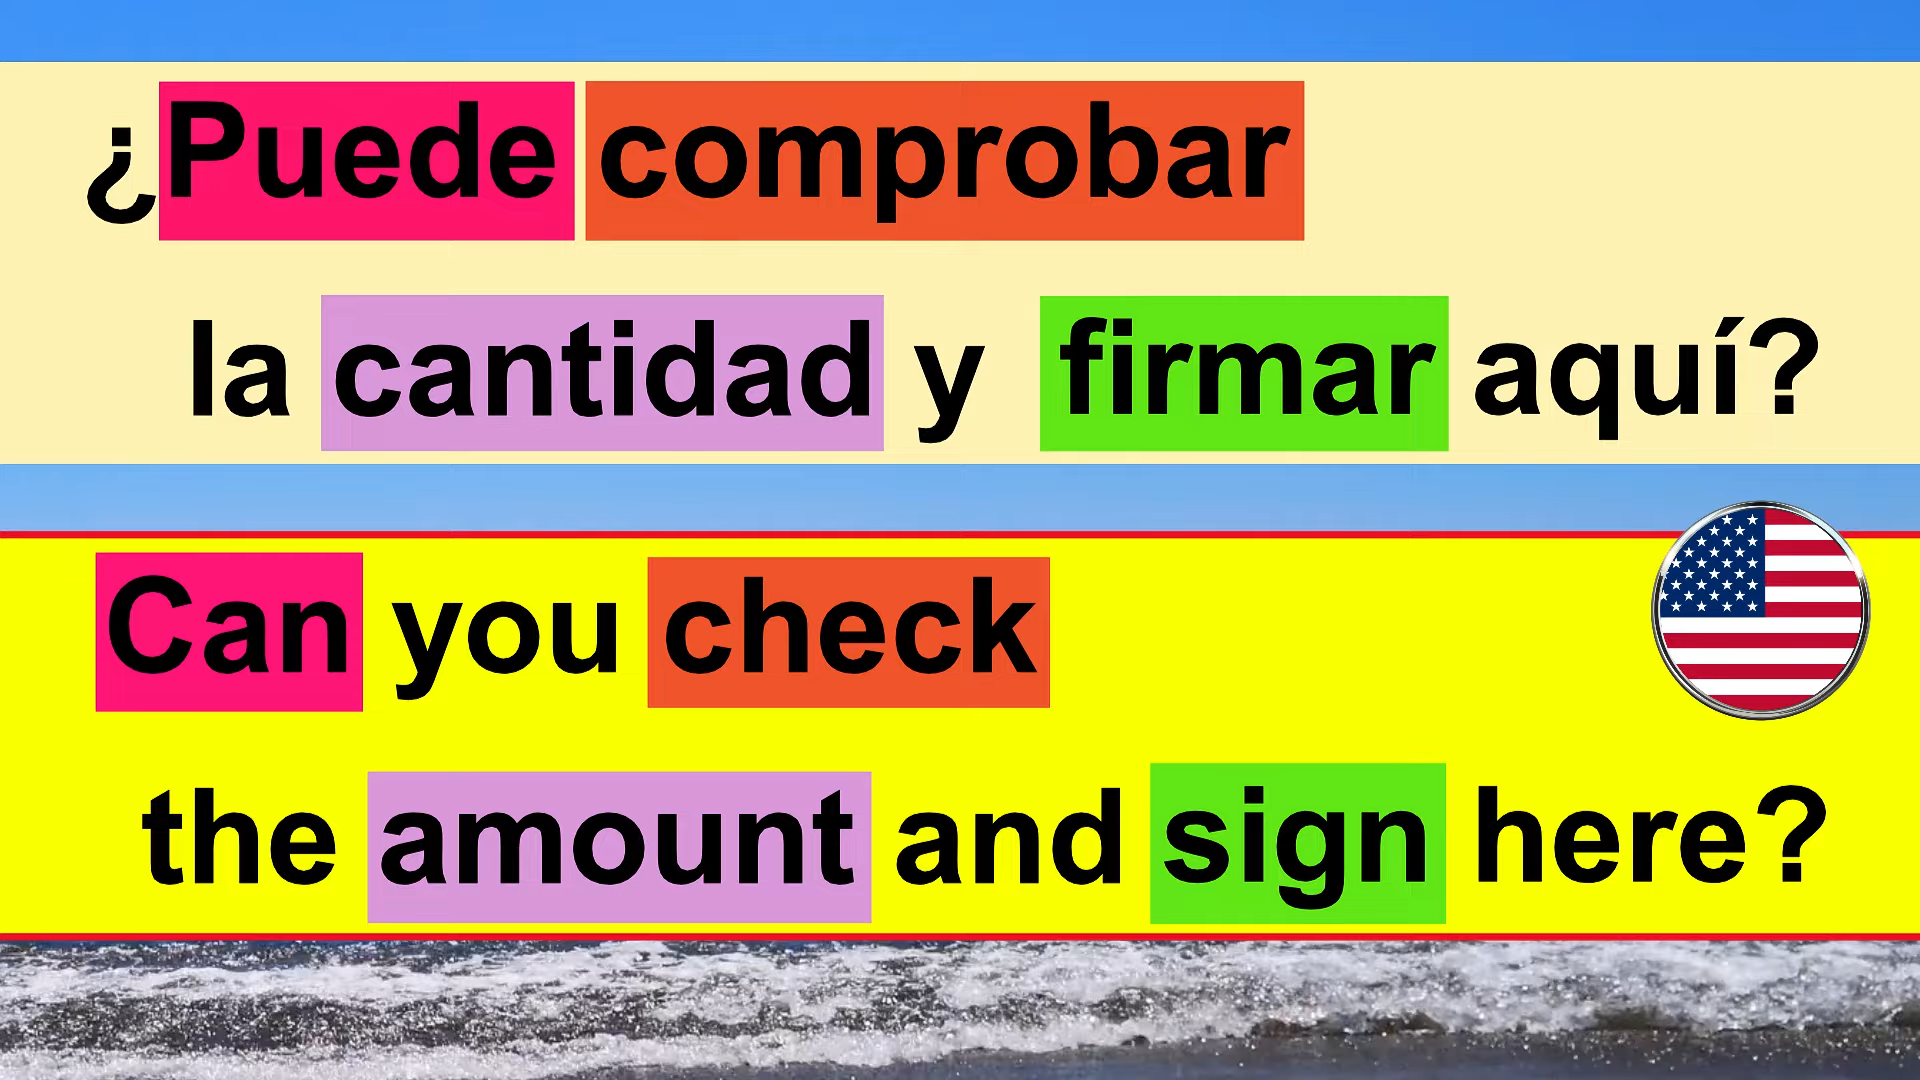 ¿Puede comprobar
la cantidad y firmar aquí?
Can you check
the amount and sign here?